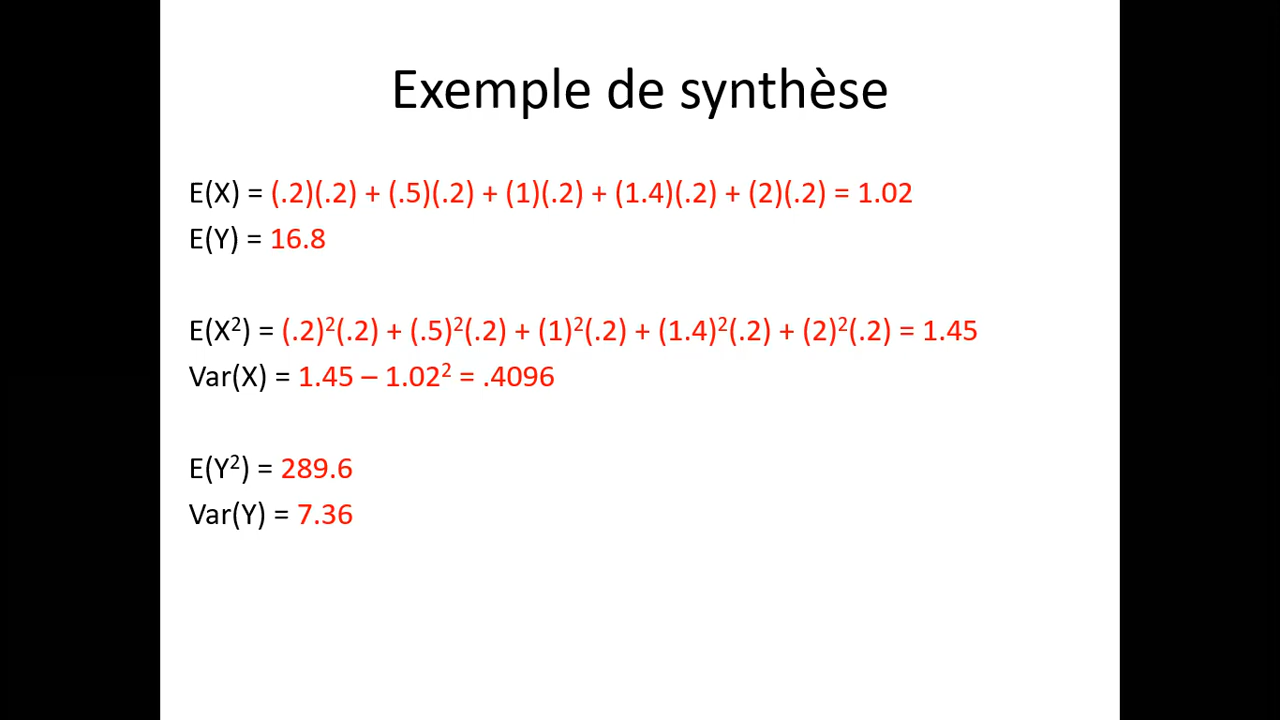 Exemple de synthèse
E(X) = (.2)(.2) + (.5)(.2) + (1)(.2) + (1.4)(.2) + (2)(.2) = 1.02
E(Y) = 16.8
E(X²) = (.2)²(.2) + (.5)²(.2) + (1)²(.2) + (1.4)²(.2) + (2)²(.2) = 1.45
Var(X) = 1.45 – 1.02² = .4096
E(Y²) = 289.6
Var(Y) = 7.36